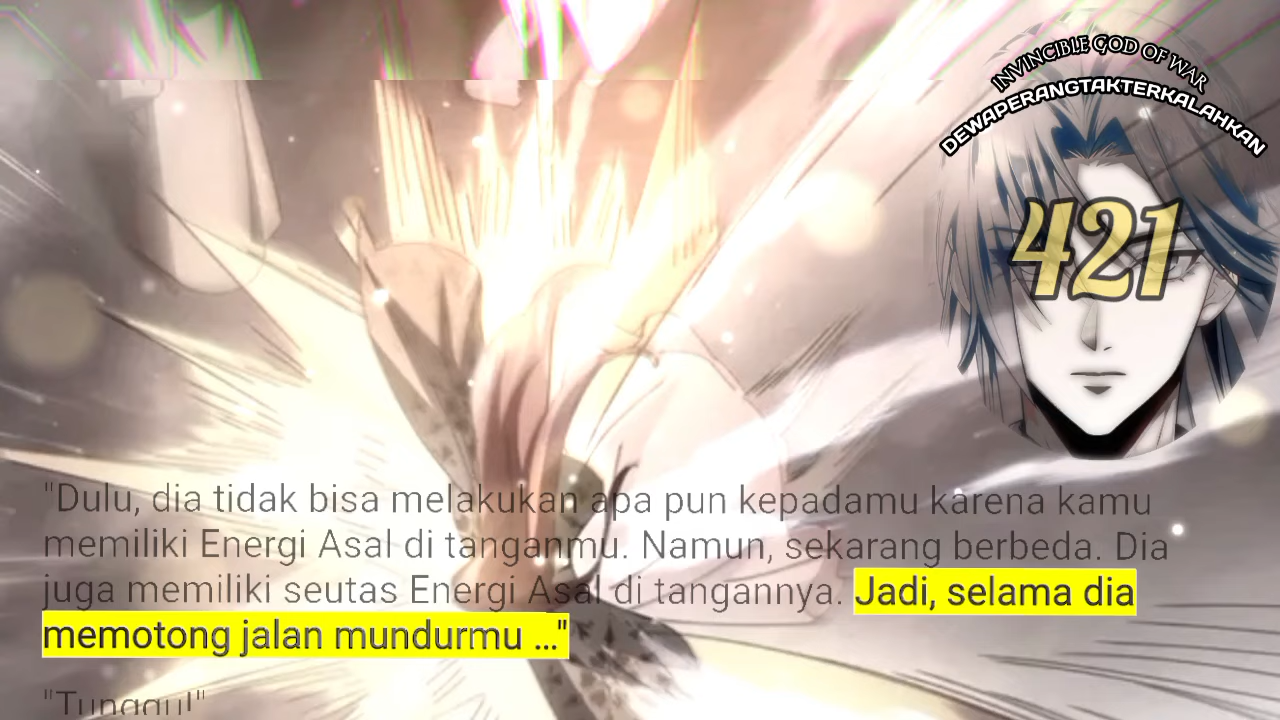 INVINCIBLE GOD OF WAR
DEWAPERANGTAKTERKALAHKAN
421
"Dulu, dia tidak bisa melakukan apa pun kepadamu karena kamu
memiliki Energi Asal di tanganmu. Namun, sekarang berbeda. Dia
juga memiliki seutas Energi Asal di tangannya. Jadi, selama dia
memotong jalan mundurmu ..."
"Tunggu!"